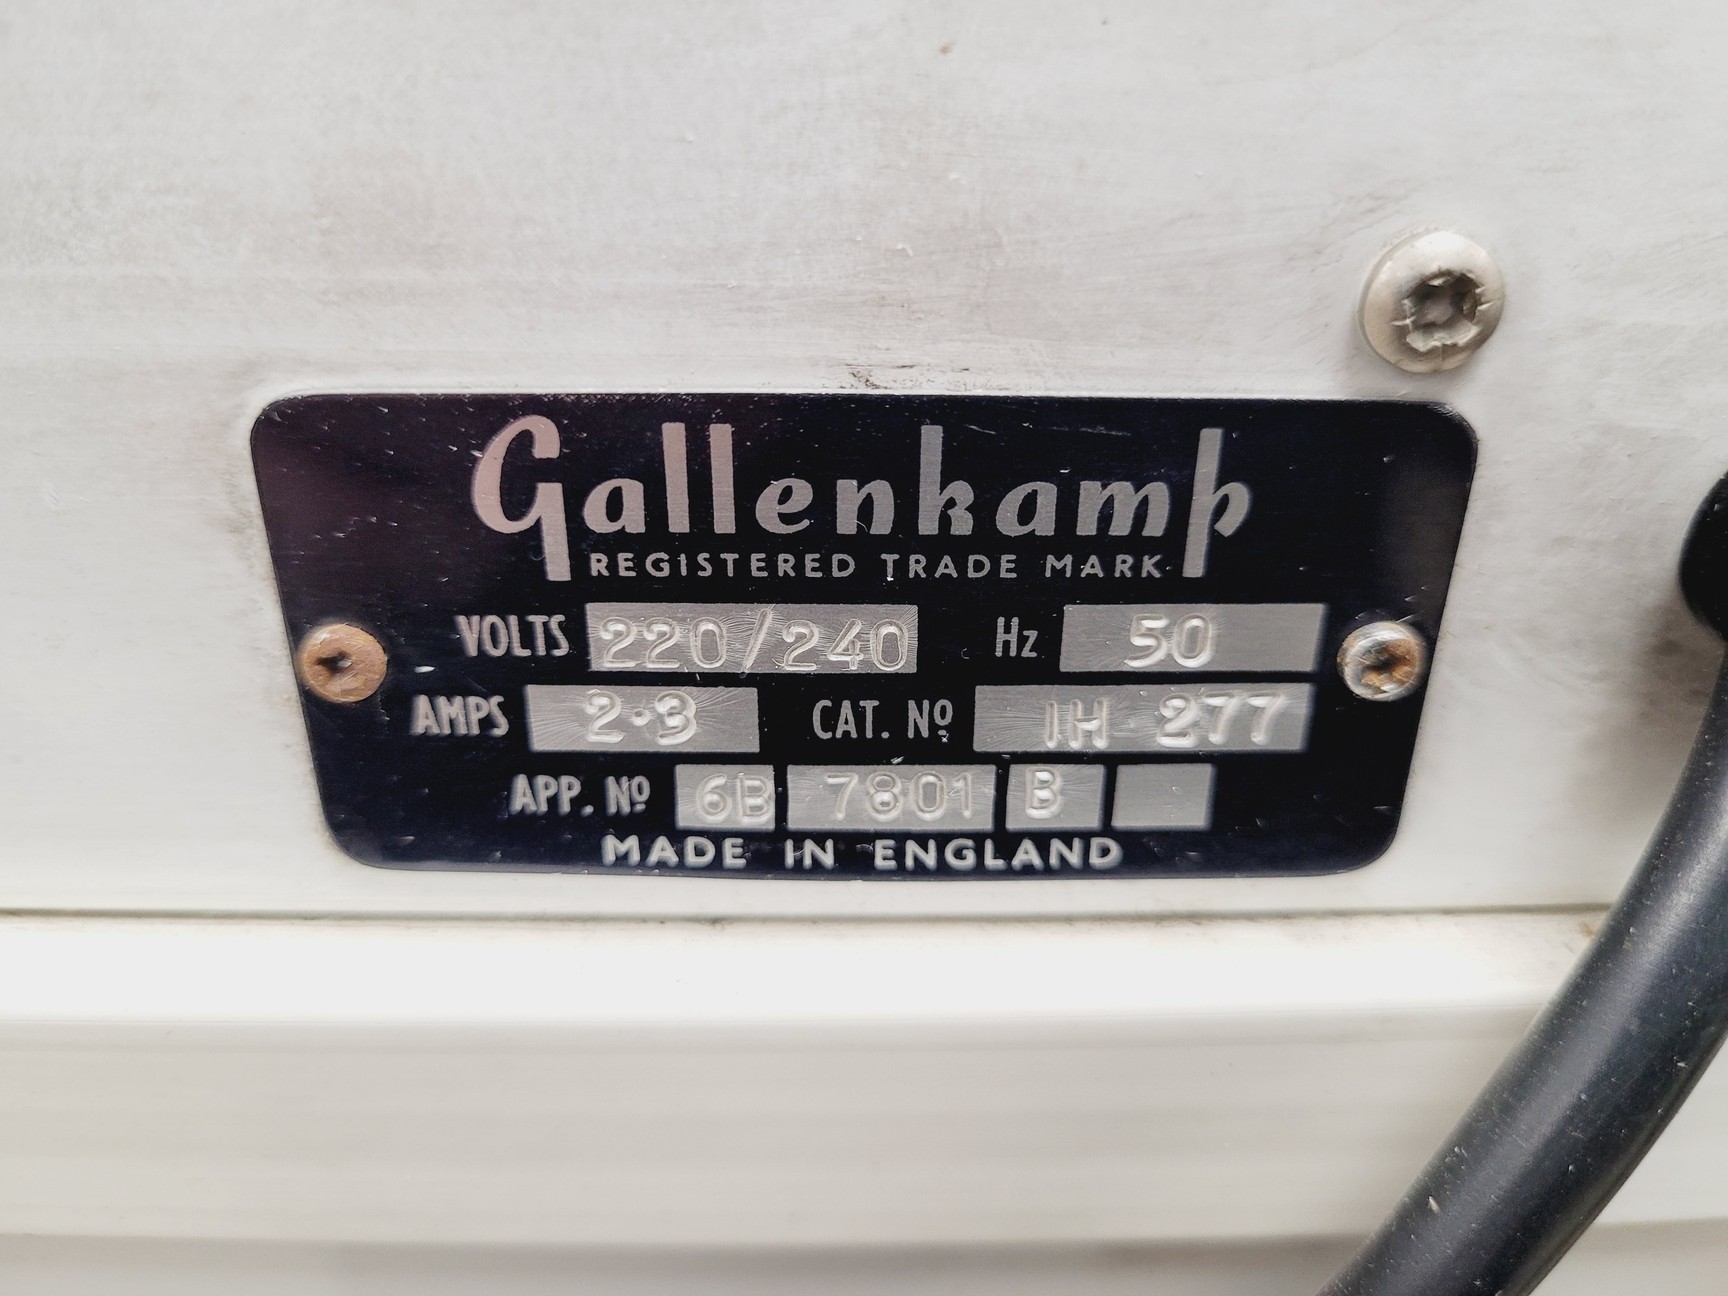 Gallenkamp
REGISTERED TRADE MARK
VOLTS 220/240 Hz 50
AMPS 2·3 CAT. Nº IH 277
APP. Nº 6B 7801 B
MADE IN ENGLAND